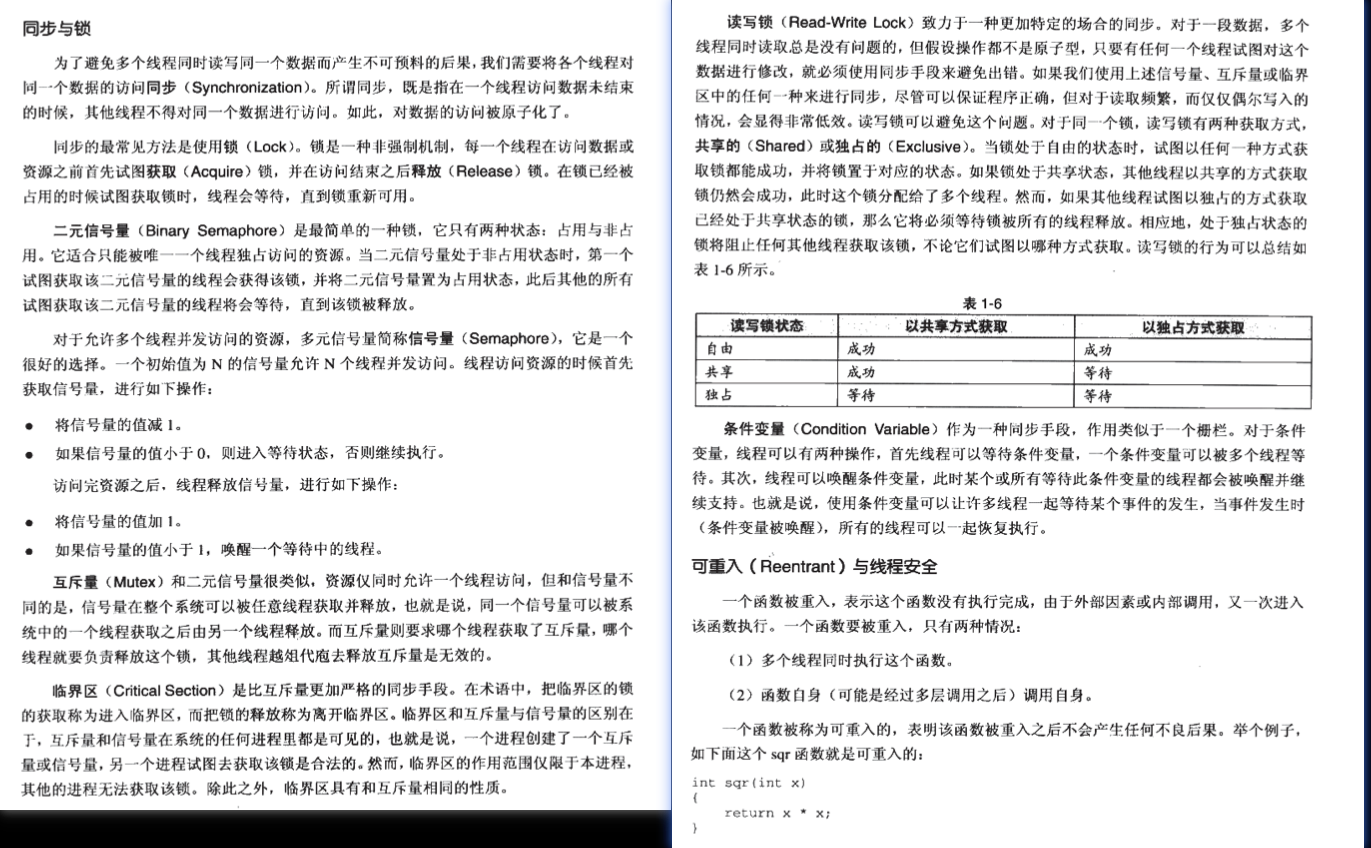 同步与锁
为了避免多个线程同时读写同一个数据而产生不可预料的后果，我们需要将各个线程对
同一个数据的访问同步（Synchronization）。所谓同步，既是指在一个线程访问数据未结束
的时候，其他线程不得对同一个数据进行访问。如此，对数据的访问被原子化了。
同步的最常见方法是使用锁（Lock）。锁是一种非强制机制，每一个线程在访问数据或
资源之前首先试图获取（Acquire）锁，并在访问结束之后释放（Release）锁。在锁已经被
占用的时候试图获取锁时，线程会等待，直到锁重新可用。
二元信号量（Binary Semaphore）是最简单的一种锁，它只有两种状态：占用与非占
用。它适合只能被唯一一个线程独占访问的资源。当二元信号量处于非占用状态时，第一个
试图获取该二元信号量的线程会获得该锁，并将二元信号量置为占用状态，此后其他的所有
试图获取该二元信号量的线程将会等待，直到该锁被释放。
对于允许多个线程并发访问的资源，多元信号量简称信号量（Semaphore），它是一个
很好的选择。一个初始值为 N 的信号量允许 N 个线程并发访问。线程访问资源的时候首先
获取信号量，进行如下操作：
● 将信号量的值减 1。
● 如果信号量的值小于 0，则进入等待状态，否则继续执行。
访问完资源之后，线程释放信号量，进行如下操作：
● 将信号量的值加 1。
● 如果信号量的值小于 1，唤醒一个等待中的线程。
互斥量（Mutex）和二元信号量很类似，资源仅同时允许一个线程访问，但和信号量不
同的是，信号量在整个系统可以被任意线程获取并释放，也就是说，同一个信号量可以被系
统中的一个线程获取之后由另一个线程释放。而互斥量则要求哪个线程获取了互斥量，哪个
线程就要负责释放这个锁，其他线程越俎代庖去释放互斥量是无效的。
临界区（Critical Section）是比互斥量更加严格的同步手段。在术语中，把临界区的锁
的获取称为进入临界区，而把锁的释放称为离开临界区。临界区和互斥量与信号量的区别在
于，互斥量和信号量在系统的任何进程里都是可见的，也就是说，一个进程创建了一个互斥
量或信号量，另一个进程试图去获取该锁是合法的。然而，临界区的作用范围仅限于本进程，
其他的进程无法获取该锁。除此之外，临界区具有和互斥量相同的性质。
读写锁（Read-Write Lock）致力于一种更加特定的场合的同步。对于一段数据，多个
线程同时读取总是没有问题的，但假设操作都不是原子型，只要有任何一个线程试图对这个
数据进行修改，就必须使用同步手段来避免出错。如果我们使用上述信号量、互斥量或临界
区中的任何一种来进行同步，尽管可以保证程序正确，但对于读取频繁，而仅仅偶尔写入的
情况，会显得非常低效。读写锁可以避免这个问题。对于同一个锁，读写锁有两种获取方式，
共享的（Shared）或独占的（Exclusive）。当锁处于自由的状态时，试图以任何一种方式获
取锁都能成功，并将锁置于对应的状态。如果锁处于共享状态，其他线程以共享的方式获取
锁仍然会成功，此时这个锁分配给了多个线程。然而，如果其他线程试图以独占的方式获取
已经处于共享状态的锁，那么它将必须等待锁被所有的线程释放。相应地，处于独占状态的
锁将阻止任何其他线程获取该锁，不论它们试图以哪种方式获取。读写锁的行为可以总结如
表 1-6 所示。
表 1-6
读写锁状态 以共享方式获取 以独占方式获取
自由 成功 成功
共享 成功 等待
独占 等待 等待
条件变量（Condition Variable）作为一种同步手段，作用类似于一个栅栏。对于条件
变量，线程可以有两种操作，首先线程可以等待条件变量，一个条件变量可以被多个线程等
待。其次，线程可以唤醒条件变量，此时某个或所有等待此条件变量的线程都会被唤醒并继
续支持。也就是说，使用条件变量可以让许多线程一起等待某个事件的发生，当事件发生时
（条件变量被唤醒），所有的线程可以一起恢复执行。
可重入（Reentrant）与线程安全
一个函数被重入，表示这个函数没有执行完成，由于外部因素或内部调用，又一次进入
该函数执行。一个函数要被重入，只有两种情况：
（1）多个线程同时执行这个函数。
（2）函数自身（可能是经过多层调用之后）调用自身。
一个函数被称为可重入的，表明该函数被重入之后不会产生任何不良后果。举个例子，
如下面这个 sqr 函数就是可重入的：
int sqr(int x)
{
return x * x;
}